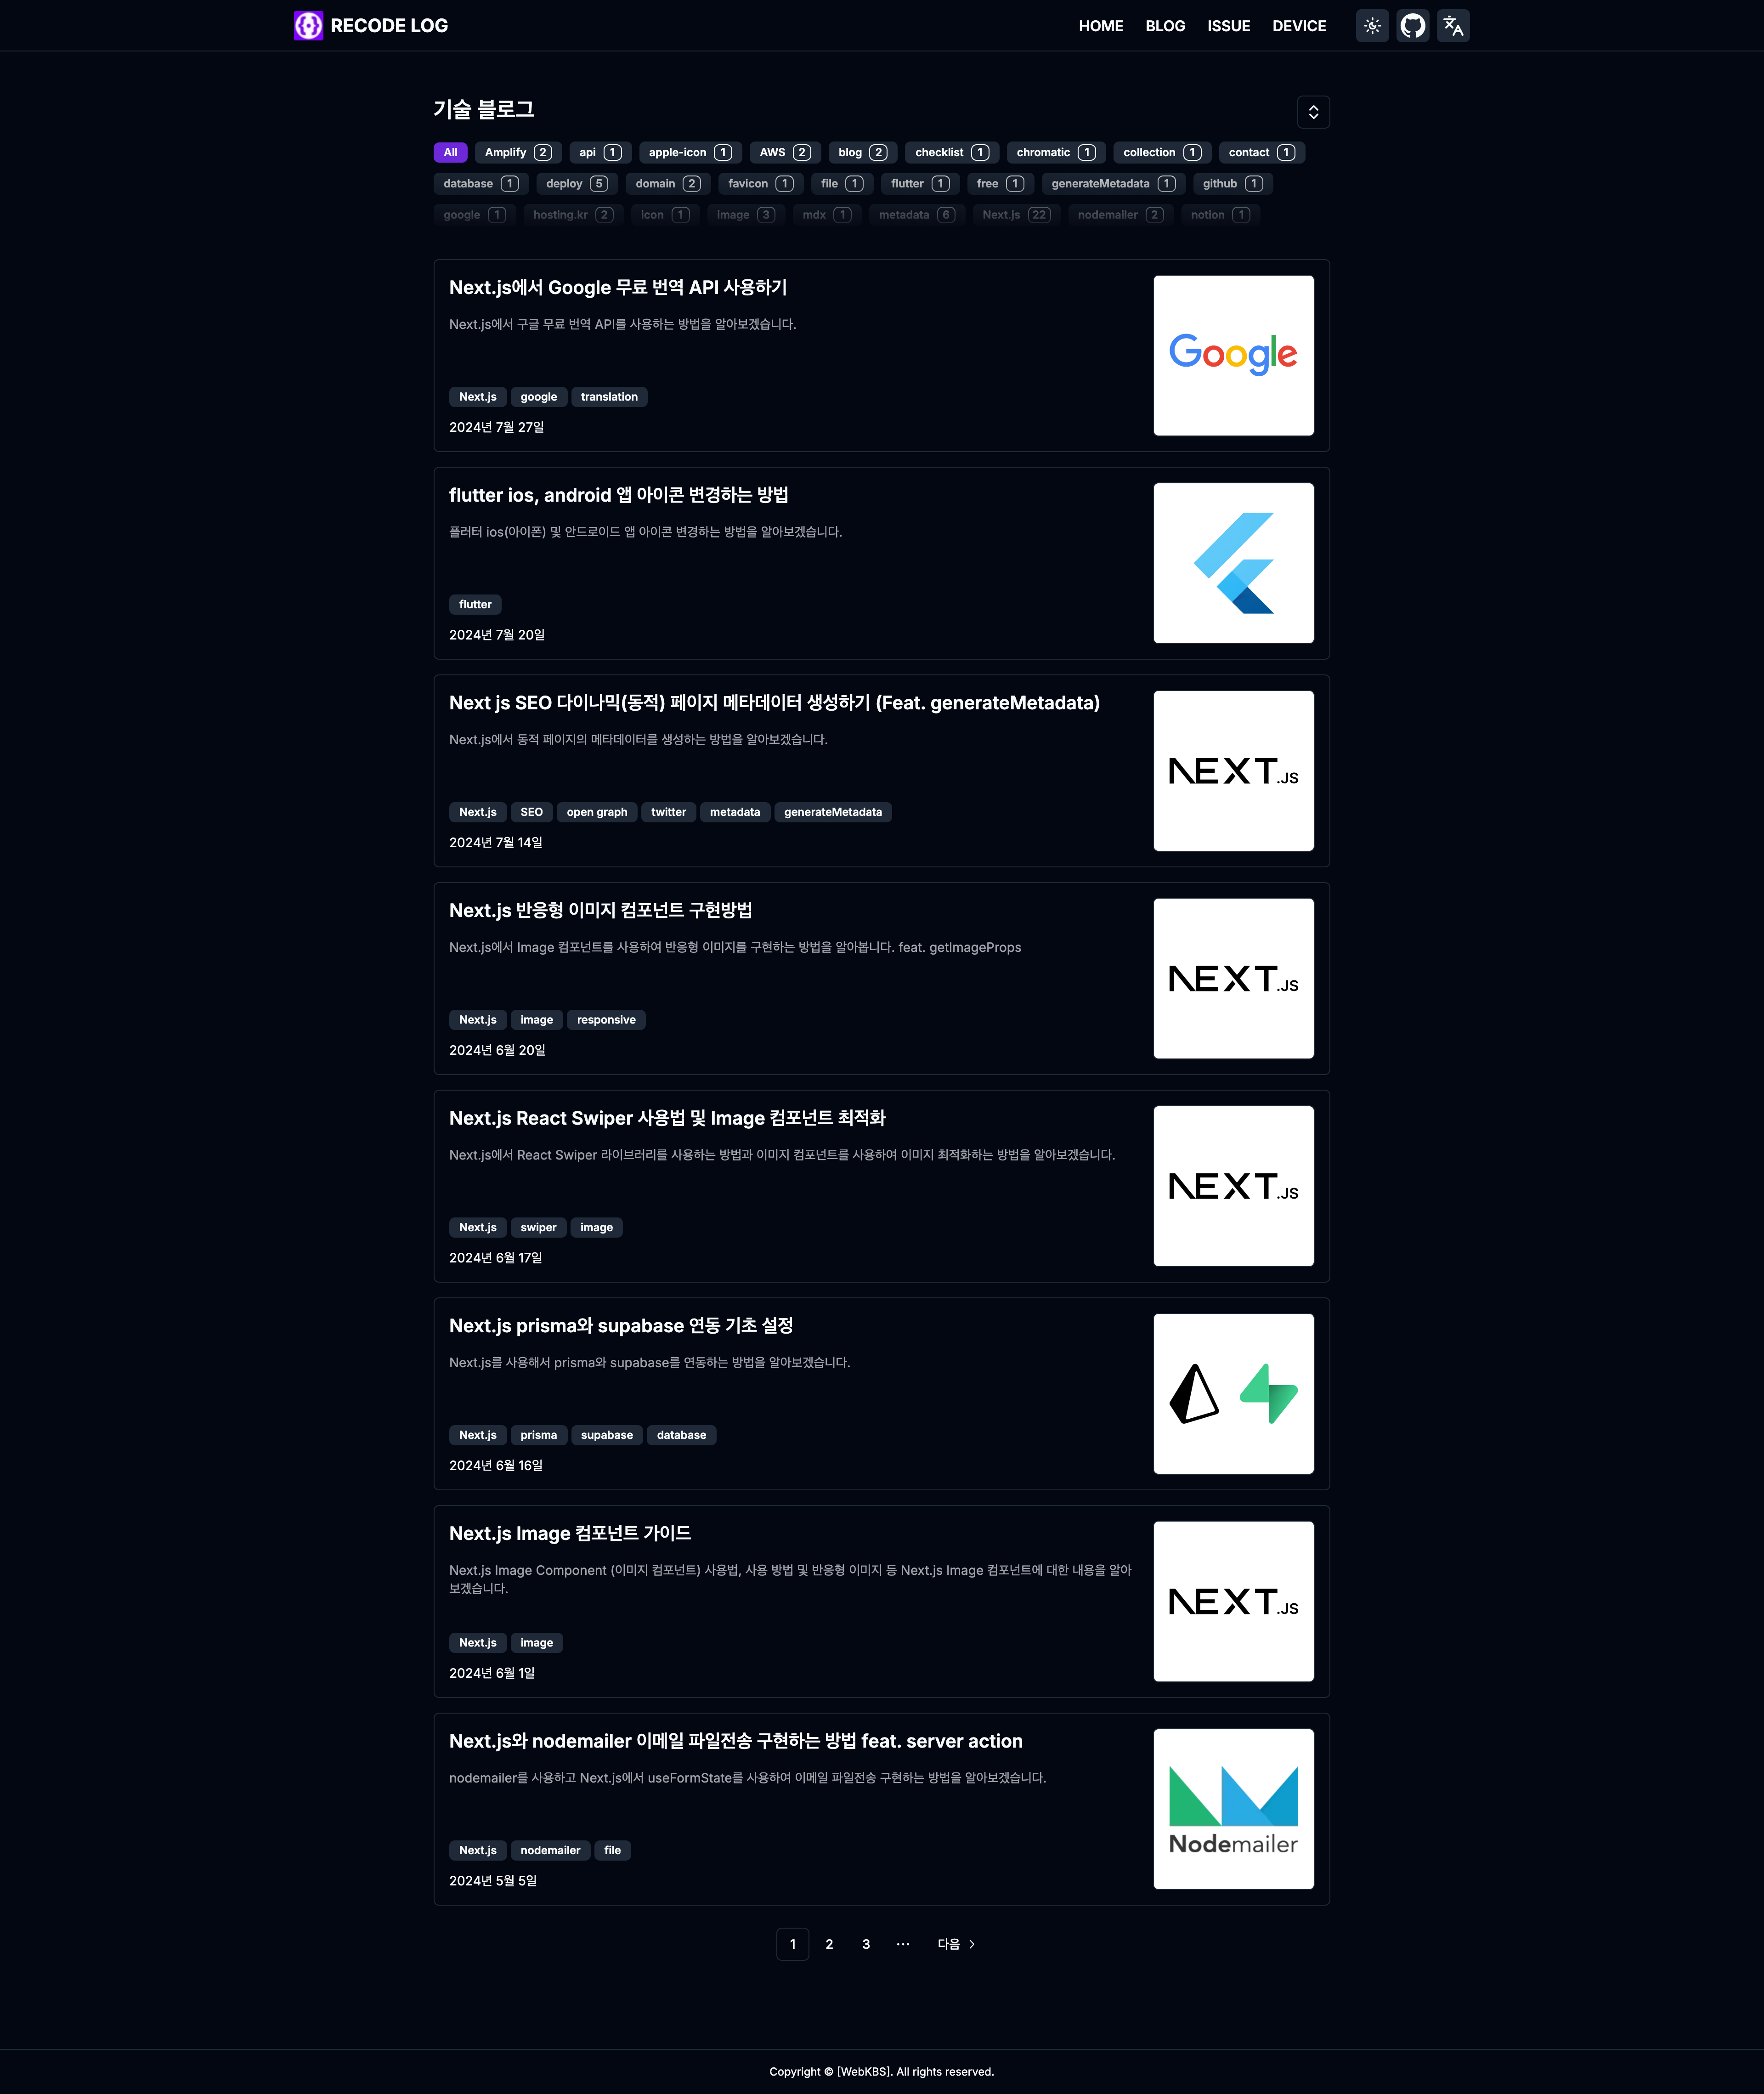 RECODE LOG HOME BLOG ISSUE DEVICE
기술 블로그
All Amplify 2 api 1 apple-icon 1 AWS 2 blog 2 checklist 1 chromatic 1 collection 1 contact 1
database 1 deploy 5 domain 2 favicon 1 file 1 flutter 1 free 1 generateMetadata 1 github 1
google 1 hosting.kr 2 icon 1 image 3 mdx 1 metadata 6 Next.js 22 nodemailer 2 notion 1
Next.js에서 Google 무료 번역 API 사용하기
Next.js에서 구글 무료 번역 API를 사용하는 방법을 알아보겠습니다.
Google
Next.js google translation
2024년 7월 27일
flutter ios, android 앱 아이콘 변경하는 방법
플러터 ios(아이폰) 및 안드로이드 앱 아이콘 변경하는 방법을 알아보겠습니다.
flutter
2024년 7월 20일
Next js SEO 다이나믹(동적) 페이지 메타데이터 생성하기 (Feat. generateMetadata)
Next.js에서 동적 페이지의 메타데이터를 생성하는 방법을 알아보겠습니다.
NEXT.JS
Next.js SEO open graph twitter metadata generateMetadata
2024년 7월 14일
Next.js 반응형 이미지 컴포넌트 구현방법
Next.js에서 Image 컴포넌트를 사용하여 반응형 이미지를 구현하는 방법을 알아봅니다. feat. getImageProps
NEXT.JS
Next.js image responsive
2024년 6월 20일
Next.js React Swiper 사용법 및 Image 컴포넌트 최적화
Next.js에서 React Swiper 라이브러리를 사용하는 방법과 이미지 컴포넌트를 사용하여 이미지 최적화하는 방법을 알아보겠습니다.
NEXT.JS
Next.js swiper image
2024년 6월 17일
Next.js prisma와 supabase 연동 기초 설정
Next.js를 사용해서 prisma와 supabase를 연동하는 방법을 알아보겠습니다.
Next.js prisma supabase database
2024년 6월 16일
Next.js Image 컴포넌트 가이드
Next.js Image Component (이미지 컴포넌트) 사용법, 사용 방법 및 반응형 이미지 등 Next.js Image 컴포넌트에 대한 내용을 알아
보겠습니다.
NEXT.JS
Next.js image
2024년 6월 1일
Next.js와 nodemailer 이메일 파일전송 구현하는 방법 feat. server action
nodemailer를 사용하고 Next.js에서 useFormState를 사용하여 이메일 파일전송 구현하는 방법을 알아보겠습니다.
Nodemailer
Next.js nodemailer file
2024년 5월 5일
1 2 3 ··· 다음
Copyright © [WebKBS]. All rights reserved.